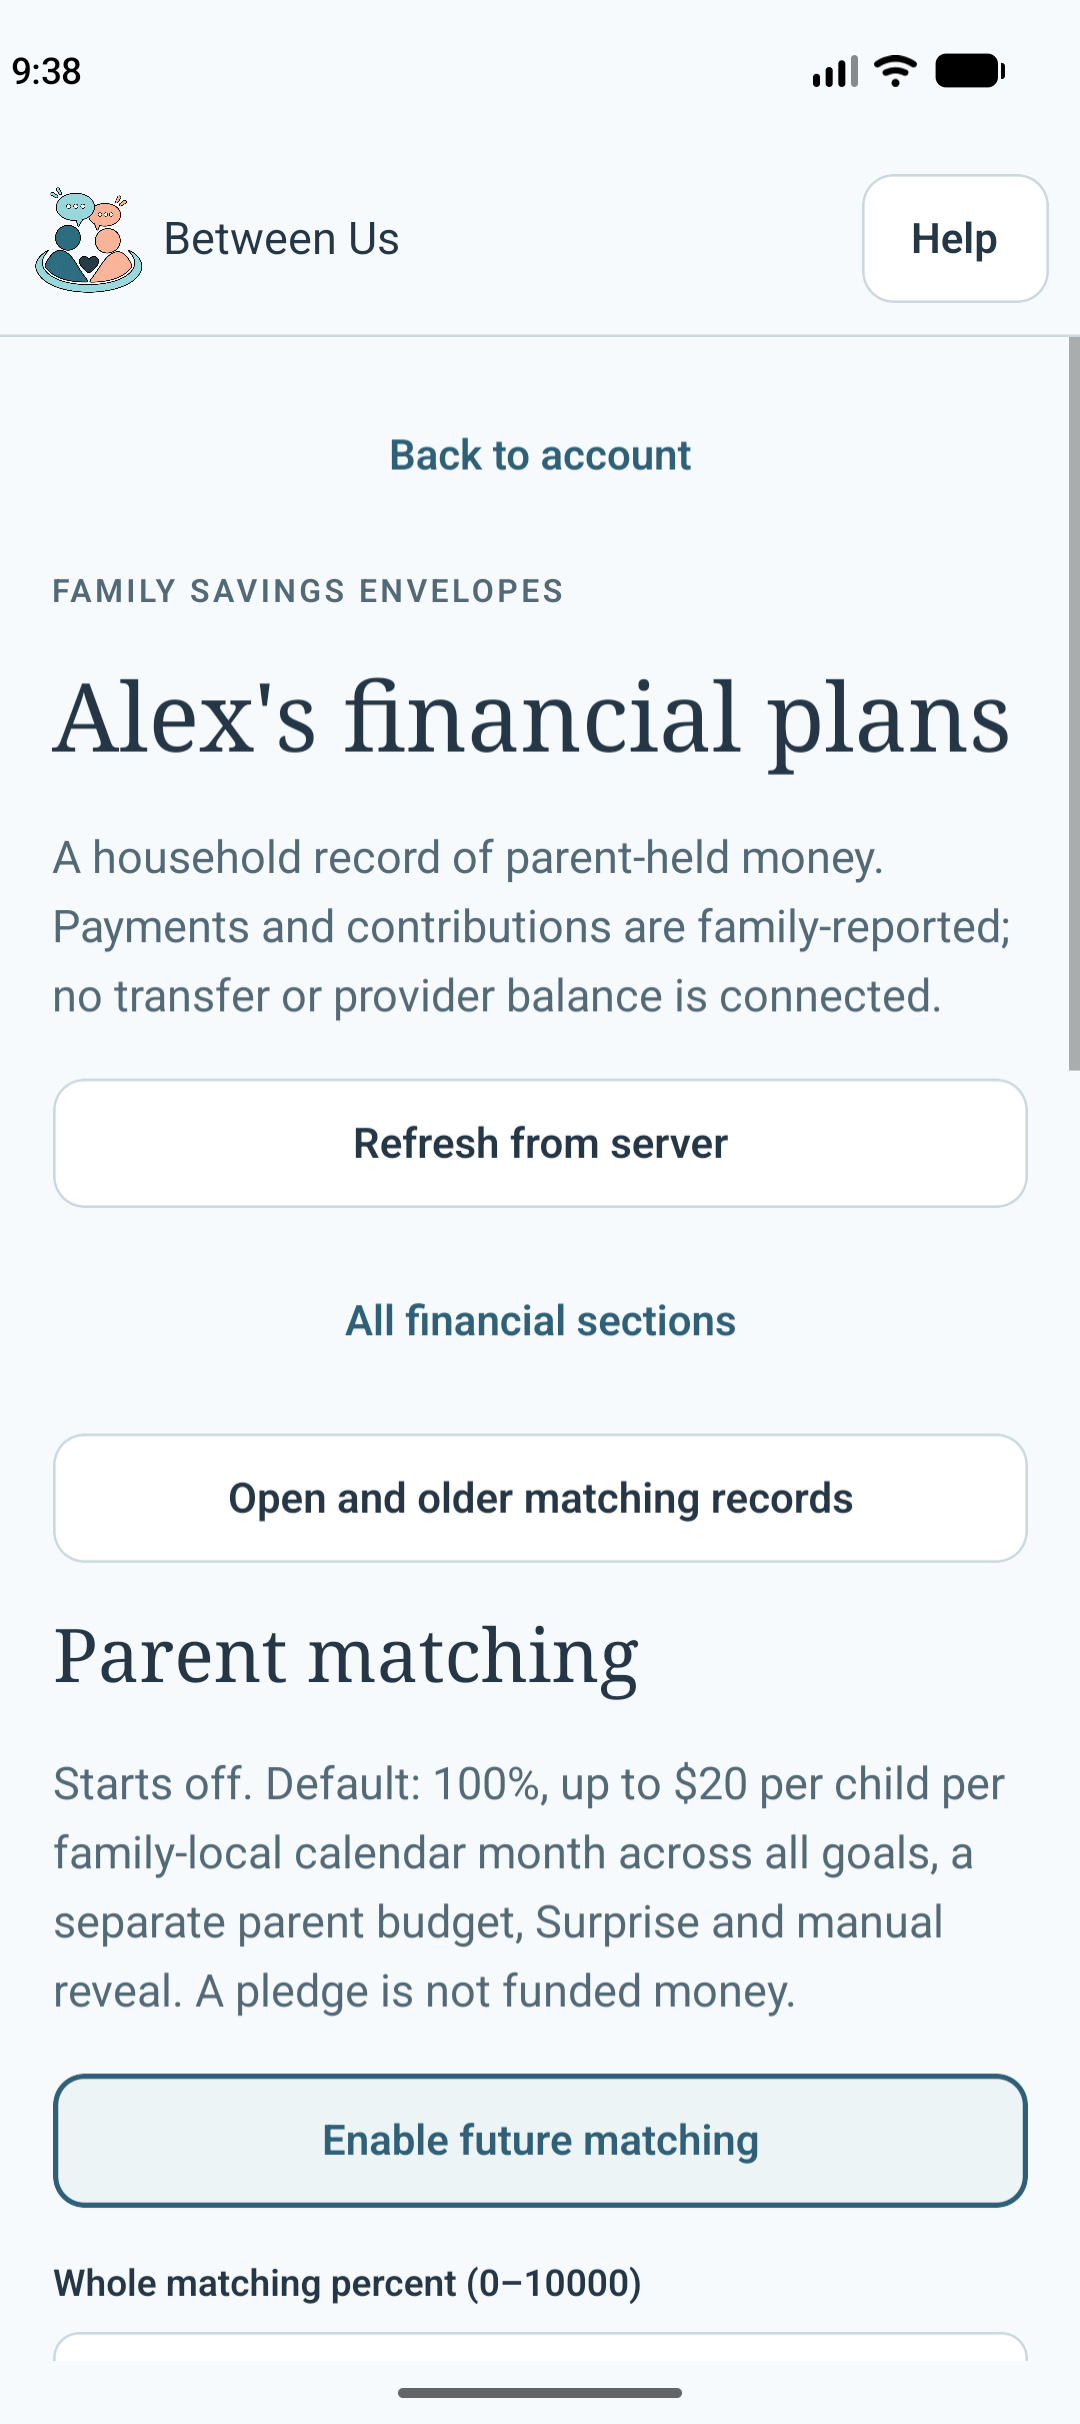 9:38
Between Us
Help
Back to account
FAMILY SAVINGS ENVELOPES
Alex's financial plans
A household record of parent-held money.
Payments and contributions are family-reported;
no transfer or provider balance is connected.
Refresh from server
All financial sections
Open and older matching records
Parent matching
Starts off. Default: 100%, up to $20 per child per
family-local calendar month across all goals, a
separate parent budget, Surprise and manual
reveal. A pledge is not funded money.
Enable future matching
Whole matching percent (0–10000)